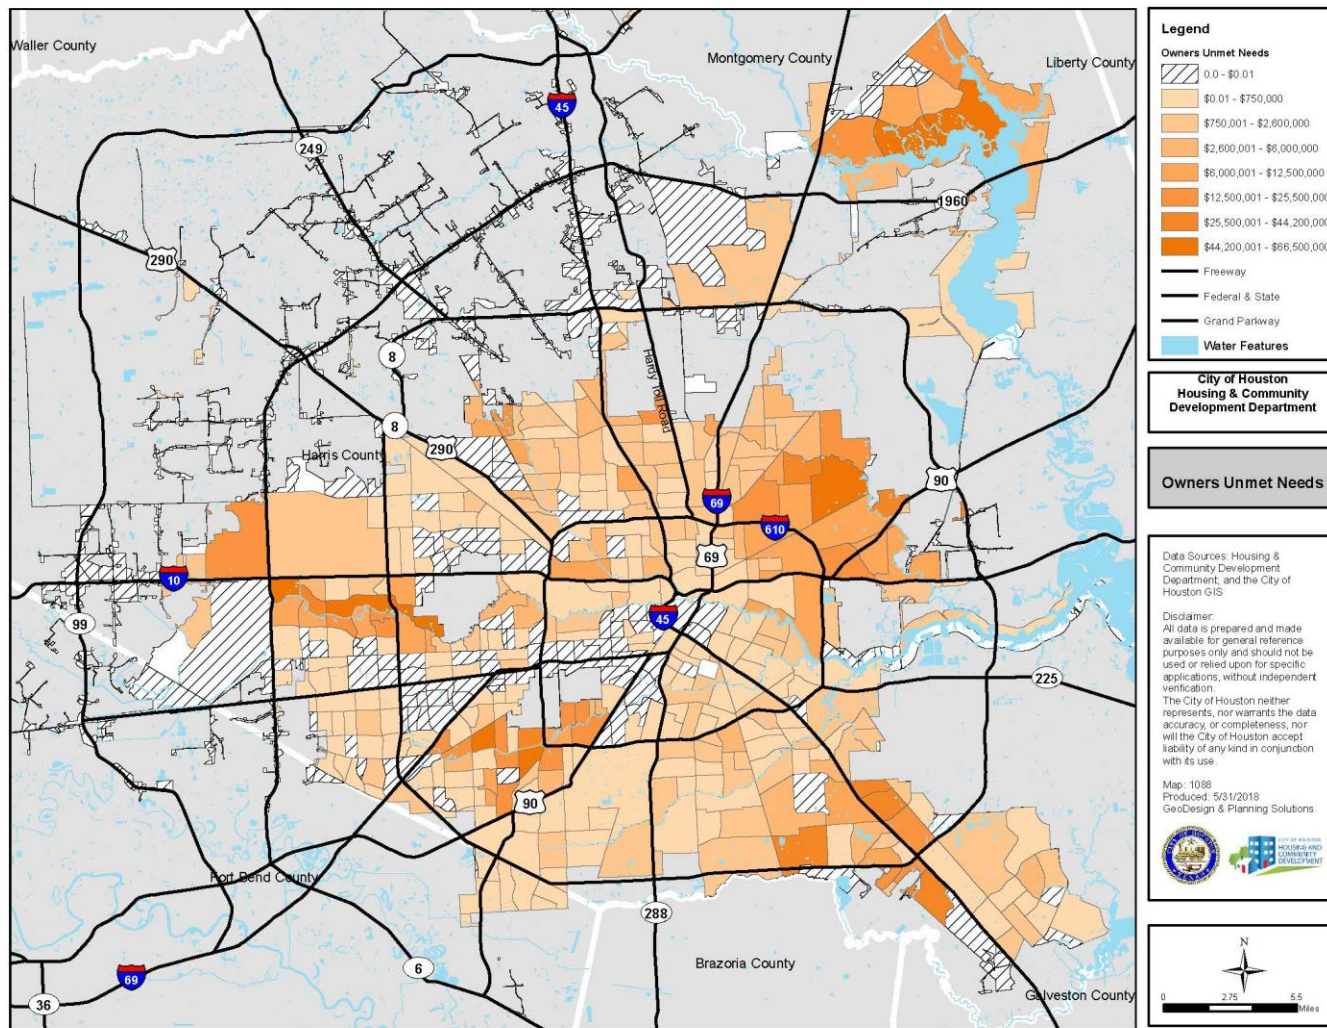 Waller County
Montgomery County
Liberty County
45
249
1960
290
8
Hardy Toll Road
8
290
Harris County
90
69
610
69
10
45
99
225
90
Fort Bend County
288
Brazoria County
6
69
36
Galveston County
Legend
Owners Unmet Needs
0.0 - $0.01
$0.01 - $750,000
$750,001 - $2,600,000
$2,600,001 - $6,000,000
$6,000,001 - $12,500,000
$12,500,001 - $25,500,000
$25,500,001 - $44,200,000
$44,200,001 - $66,500,000
Freeway
Federal & State
Grand Parkway
Water Features
City of Houston
Housing & Community
Development Department
Owners Unmet Needs
Data Sources: Housing &
Community Development
Department; and the City of
Houston GIS
Disclaimer:
All data is prepared and made
available for general reference
purposes only and should not be
used or relied upon for specific
applications, without independent
verification.
The City of Houston neither
represents, nor warrants the data
accuracy, or completeness, nor
will the City of Houston accept
liability of any kind in conjunction
with its use.
Map: 1088
Produced: 5/31/2018
GeoDesign & Planning Solutions
CITY OF HOUSTON
HOUSING AND
COMMUNITY
DEVELOPMENT
N
0 2.75 5.5
Miles